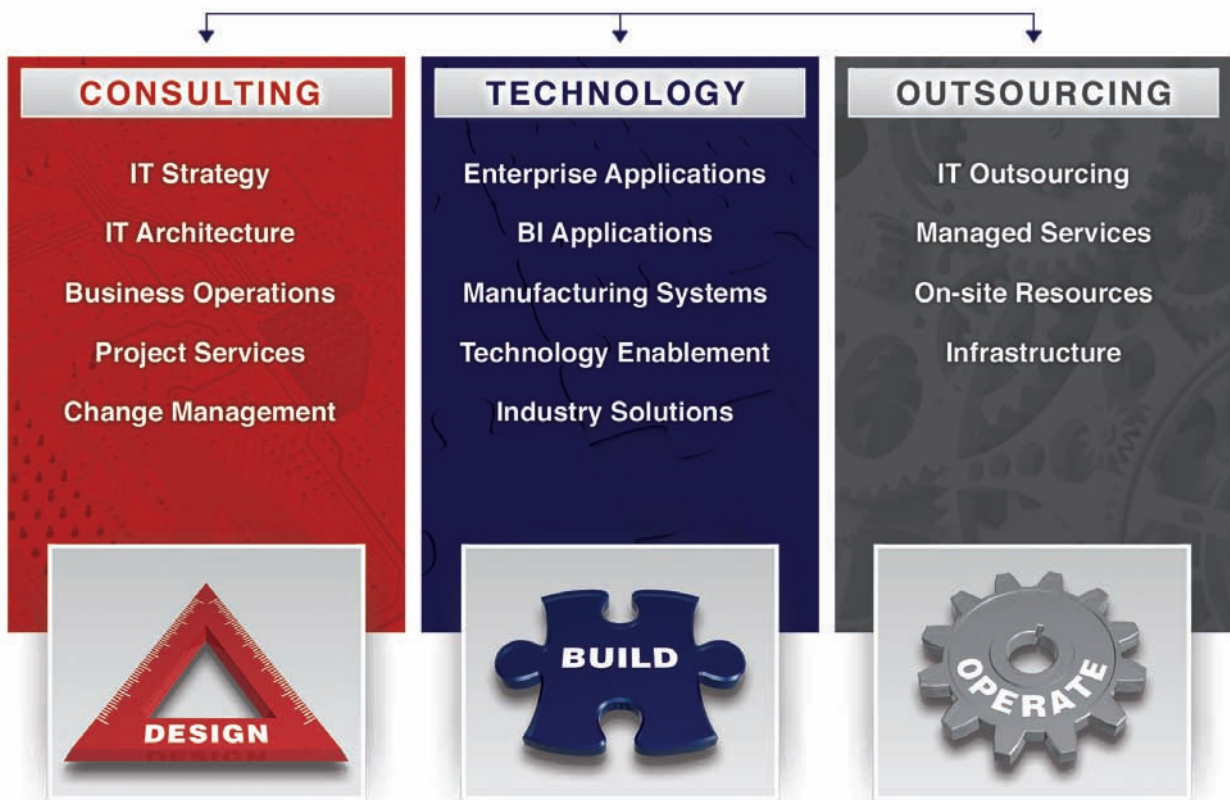 CONSULTING
IT Strategy
IT Architecture
Business Operations
Project Services
Change Management
DESIGN
TECHNOLOGY
Enterprise Applications
BI Applications
Manufacturing Systems
Technology Enablement
Industry Solutions
BUILD
OUTSOURCING
IT Outsourcing
Managed Services
On-site Resources
Infrastructure
OPERATE